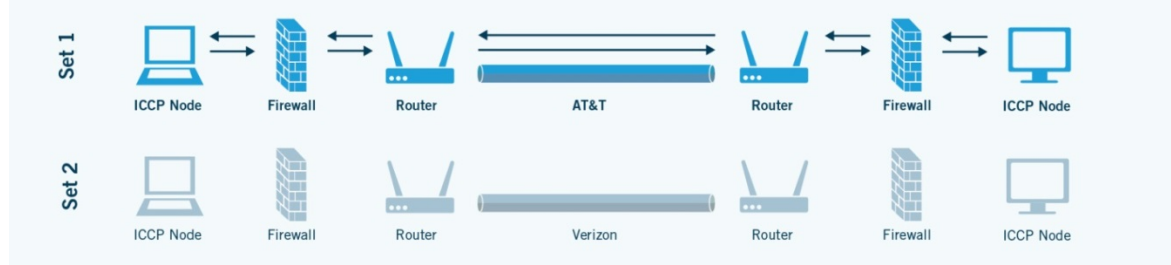 Set 1
ICCP Node Firewall Router AT&T Router Firewall ICCP Node
Set 2
ICCP Node Firewall Router Verizon Router Firewall ICCP Node